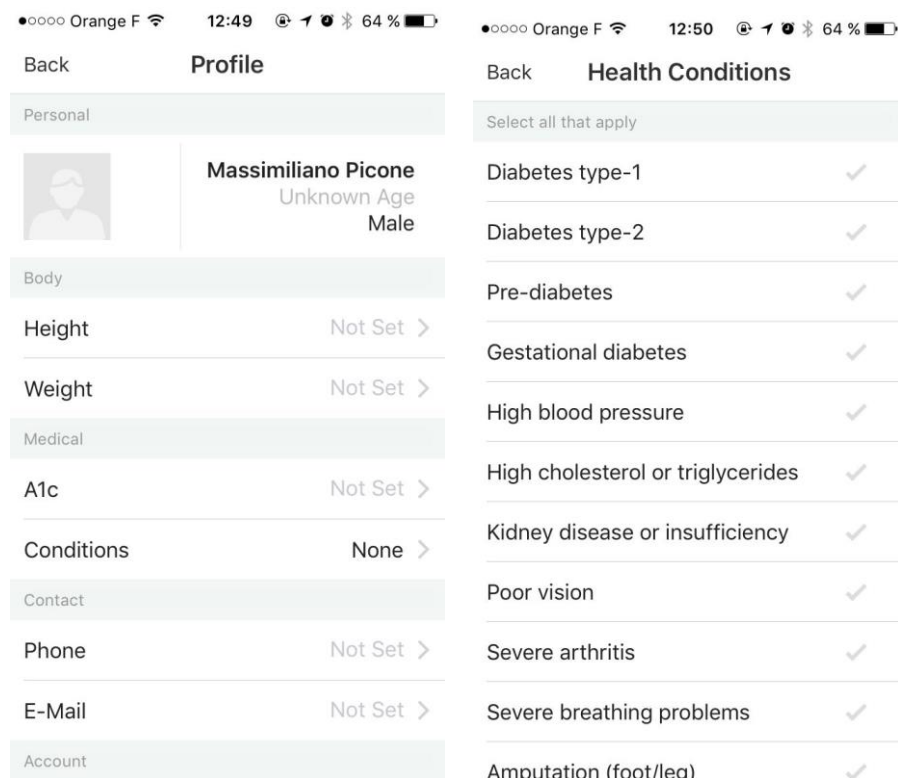 Orange F 12:49 64 %
Back Profile
Personal
Massimiliano Picone
Unknown Age
Male
Body
Height Not Set
Weight Not Set
Medical
A1c Not Set
Conditions None
Contact
Phone Not Set
E-Mail Not Set
Account
Orange F 12:50 64 %
Back Health Conditions
Select all that apply
Diabetes type-1
Diabetes type-2
Pre-diabetes
Gestational diabetes
High blood pressure
High cholesterol or triglycerides
Kidney disease or insufficiency
Poor vision
Severe arthritis
Severe breathing problems
Amputation (foot/leg)